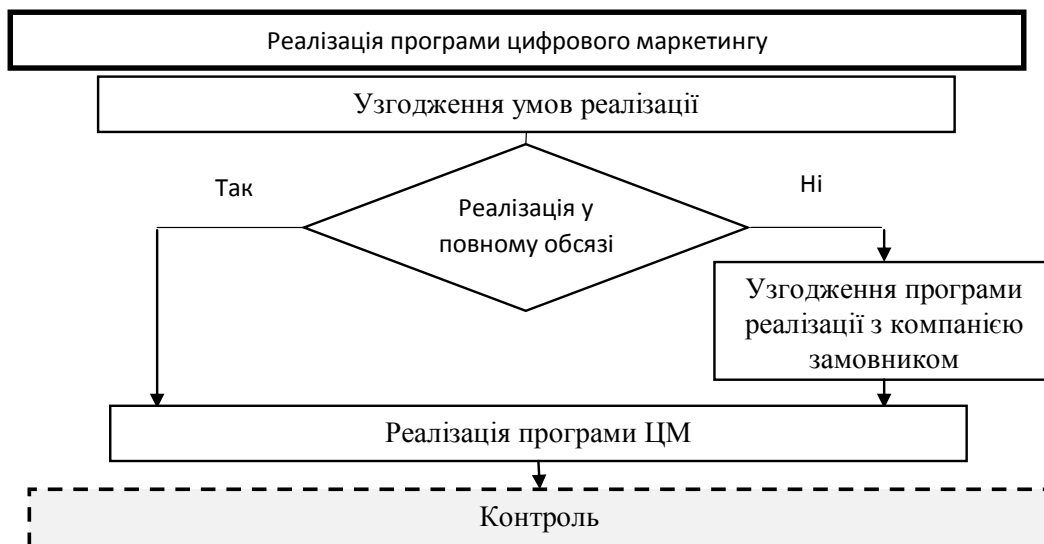 Реалізація програми цифрового маркетингу
Узгодження умов реалізації
Так
Ні
Реалізація у
повному обсязі
Узгодження програми
реалізації з компанією
замовником
Реалізація програми ЦМ
Контроль